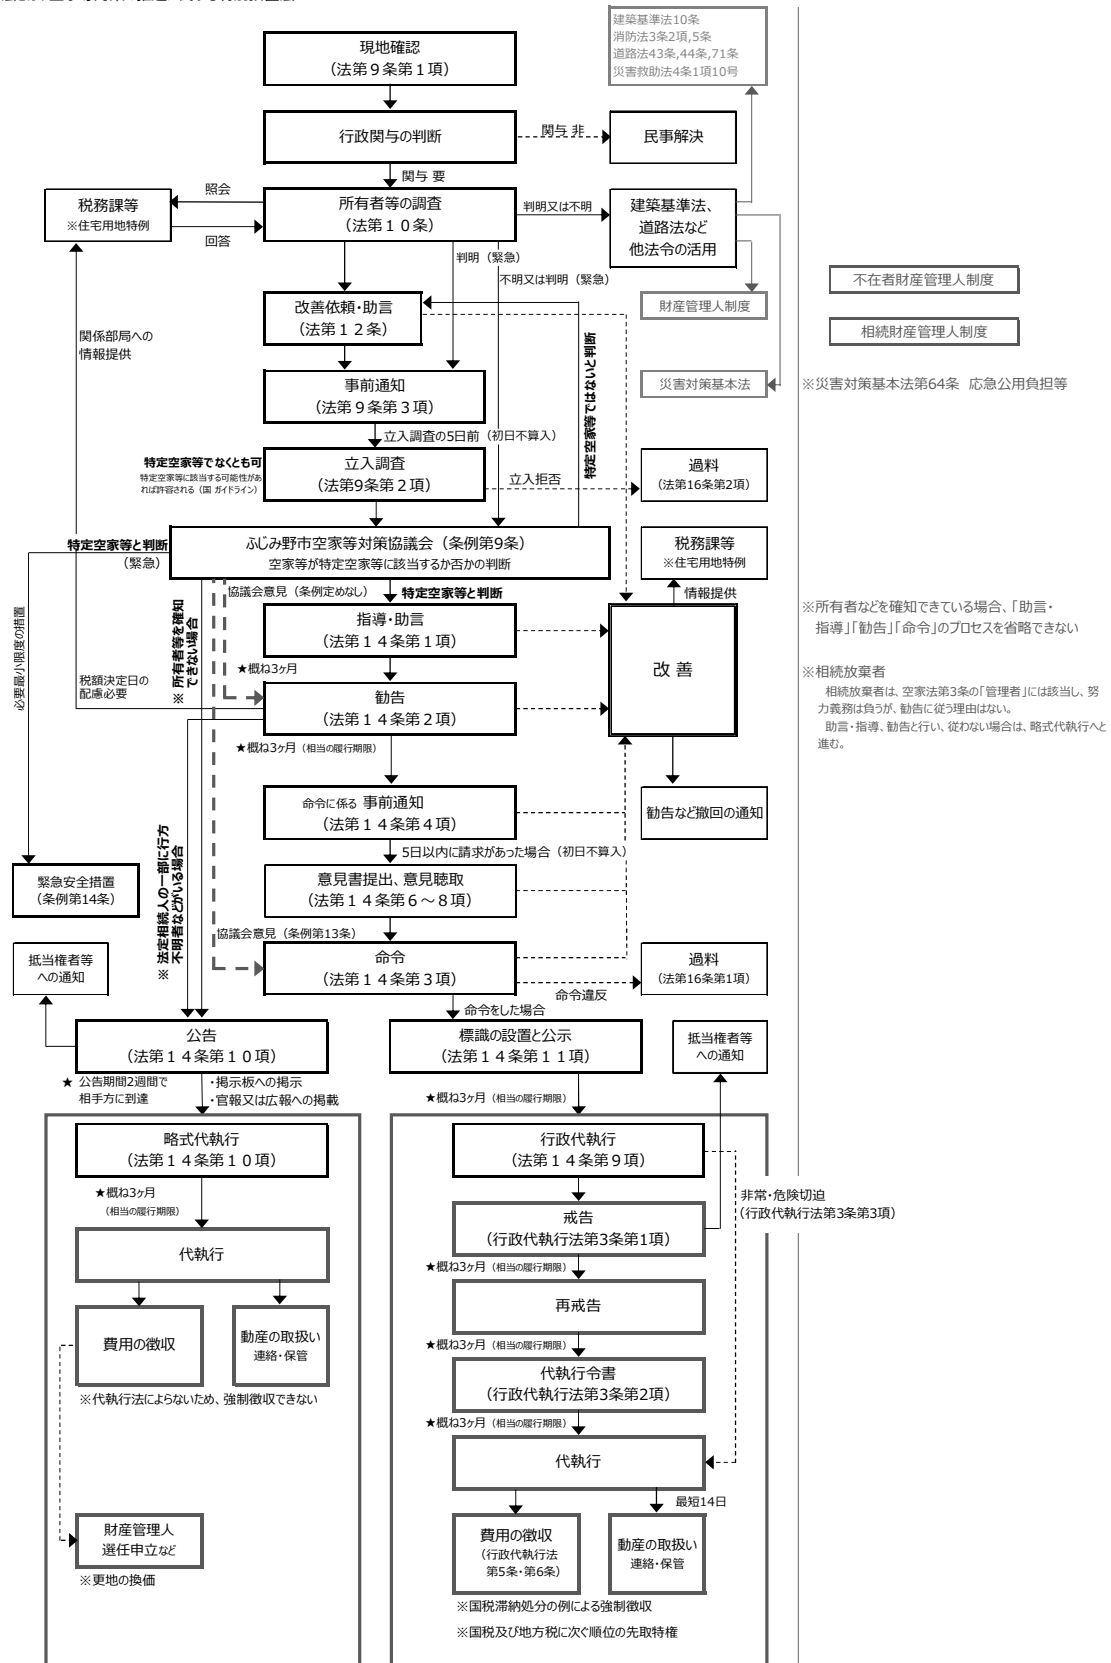 現地確認
（法第９条第１項）
建築基準法10条
消防法3条2項,5条
道路法43条,44条,71条
災害救助法4条1項10号
行政関与の判断
関与 非
民事解決
関与 要
税務課等
※住宅用地特例
照会
回答
所有者等の調査
（法第１０条）
判明又は不明
建築基準法、
道路法など
他法令の活用
判明（緊急）
不明又は判明（緊急）
不在者財産管理人制度
財産管理人制度
相続財産管理人制度
改善依頼・助言
（法第１２条）
関係部局への
情報提供
特定空家等ではないと判断
災害対策基本法
※災害対策基本法第64条 応急公用負担等
事前通知
（法第９条第３項）
立入調査の5日前（初日不算入）
特定空家等でなくとも可
特定空家等に該当する可能性があ
れば許容される（国 ガイドライン）
立入調査
（法第9条第２項）
立入拒否
過料
（法第16条第2項）
特定空家等と判断
（緊急）
ふじみ野市空家等対策協議会（条例第9条）
空家等が特定空家等に該当するか否かの判断
税務課等
※住宅用地特例
情報提供
協議会意見（条例定めなし）
特定空家等と判断
※所有者などを確知できている場合、「助言・
指導」「勧告」「命令」のプロセスを省略できない
指導・助言
（法第１４条第１項）
★概ね3ヶ月
改 善
※ 所有者等を確知
できない場合
必要最小限度の措置
税額決定日の
配慮必要
※相続放棄者
相続放棄者は、空家法第3条の「管理者」には該当し、努
力義務は負うが、勧告に従う理由はない。
助言・指導、勧告と行い、従わない場合は、略式代執行へと
進む。
勧告
（法第１４条第２項）
★概ね3ヶ月（相当の履行期限）
命令に係る 事前通知
（法第１４条第４項）
勧告など撤回の通知
5日以内に請求があった場合（初日不算入）
※ 法定相続人の一部に行方
不明者などがいる場合
緊急安全措置
（条例第14条）
意見書提出、意見聴取
（法第１４条第６～８項）
協議会意見（条例第13条）
抵当権者等
への通知
命令
（法第１４条第３項）
命令違反
過料
（法第16条第1項）
命令をした場合
公告
（法第１４条第１０項）
標識の設置と公示
（法第１４条第１１項）
抵当権者等
への通知
★ 公告期間2週間で
相手方に到達
・掲示板への掲示
・官報又は広報への掲載
★概ね3ヶ月（相当の履行期限）
略式代執行
（法第１４条第１０項）
行政代執行
（法第１４条第９項）
★概ね3ヶ月
（相当の履行期限）
非常・危険切迫
（行政代執行法第3条第3項）
戒告
（行政代執行法第3条第1項）
代執行
★概ね3ヶ月（相当の履行期限）
再戒告
費用の徴収
動産の取扱い
連絡・保管
★概ね3ヶ月（相当の履行期限）
代執行令書
（行政代執行法第3条第2項）
※代執行法によらないため、強制徴収できない
★概ね3ヶ月（相当の履行期限）
代執行
最短14日
財産管理人
選任申立など
※更地の換価
費用の徴収
（行政代執行法
第5条・第6条）
動産の取扱い
連絡・保管
※国税滞納処分の例による強制徴収
※国税及び地方税に次ぐ順位の先取特権